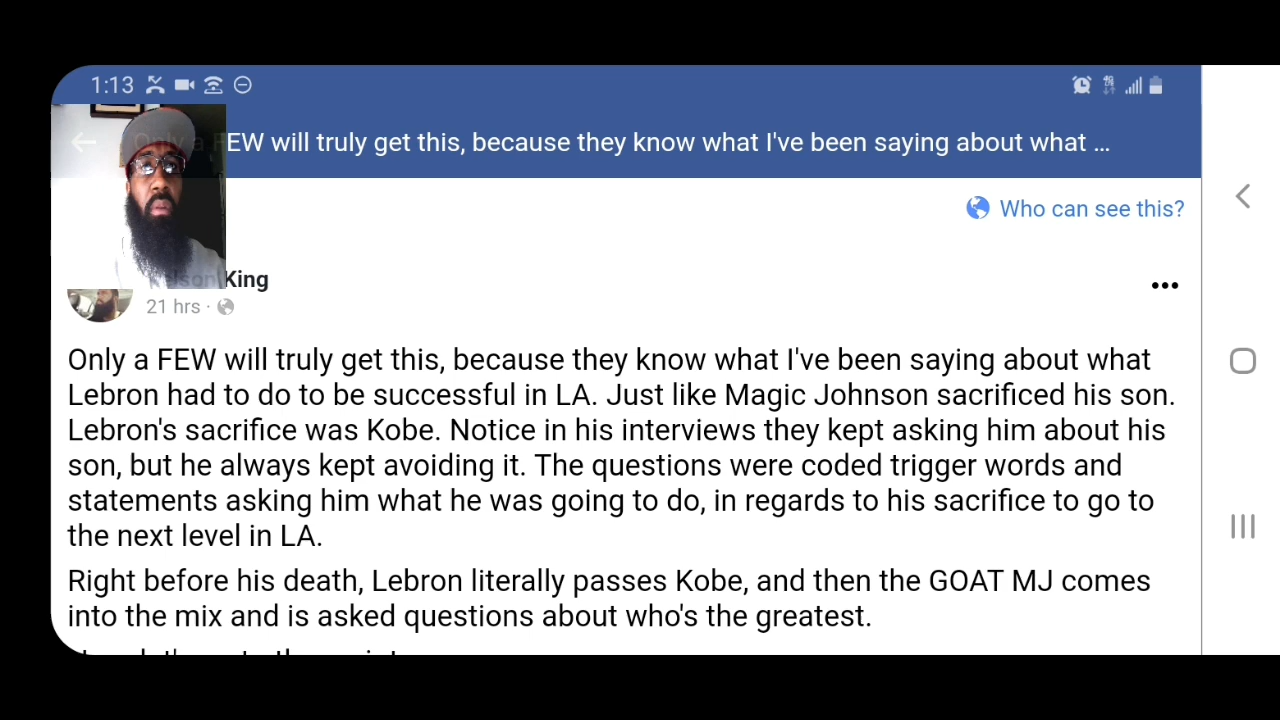 1:13
Only a FEW will truly get this, because they know what I've been saying about what ...
Who can see this?
Nelson King
21 hrs ·
Only a FEW will truly get this, because they know what I've been saying about what
Lebron had to do to be successful in LA. Just like Magic Johnson sacrificed his son.
Lebron's sacrifice was Kobe. Notice in his interviews they kept asking him about his
son, but he always kept avoiding it. The questions were coded trigger words and
statements asking him what he was going to do, in regards to his sacrifice to go to
the next level in LA.
Right before his death, Lebron literally passes Kobe, and then the GOAT MJ comes
into the mix and is asked questions about who's the greatest.